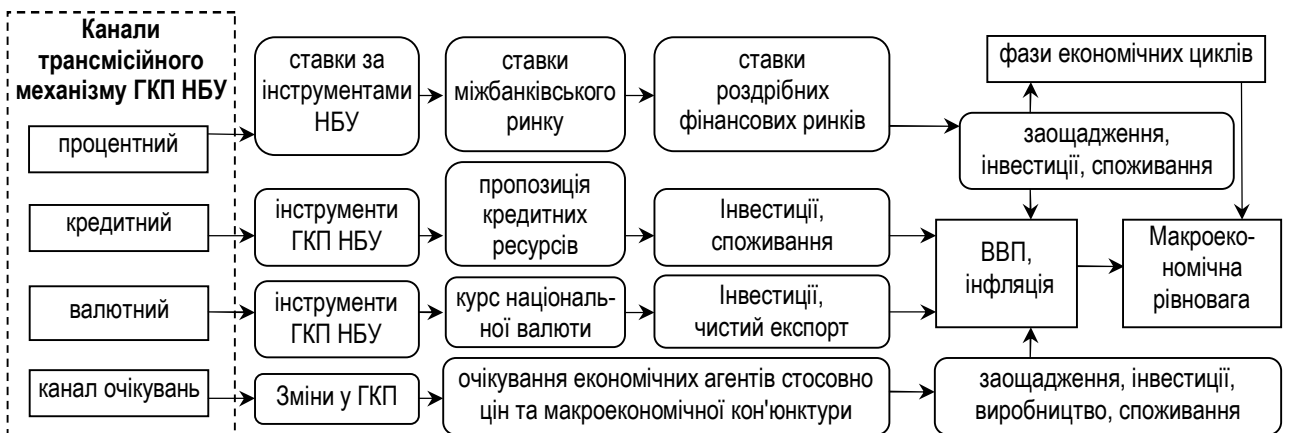 Канали
трансмісійного
механізму ГКП НБУ
процентний
ставки за
інструментами
НБУ
ставки
міжбанківського
ринку
ставки
роздрібних
фінансових ринків
фази економічних циклів
заощадження,
інвестиції, споживання
кредитний
інструменти
ГКП НБУ
пропозиція
кредитних
ресурсів
Інвестиції,
споживання
ВВП,
інфляція
Макроеко-
номічна
рівновага
валютний
інструменти
ГКП НБУ
курс націоналъ-
ної валюти
Інвестиції,
чистий експорт
канал очікувань
Зміни у ГКП
очікування економічних агентів стосовно
цін та макроекономічної кон'юнктури
заощадження, інвестиції,
виробництво, споживання